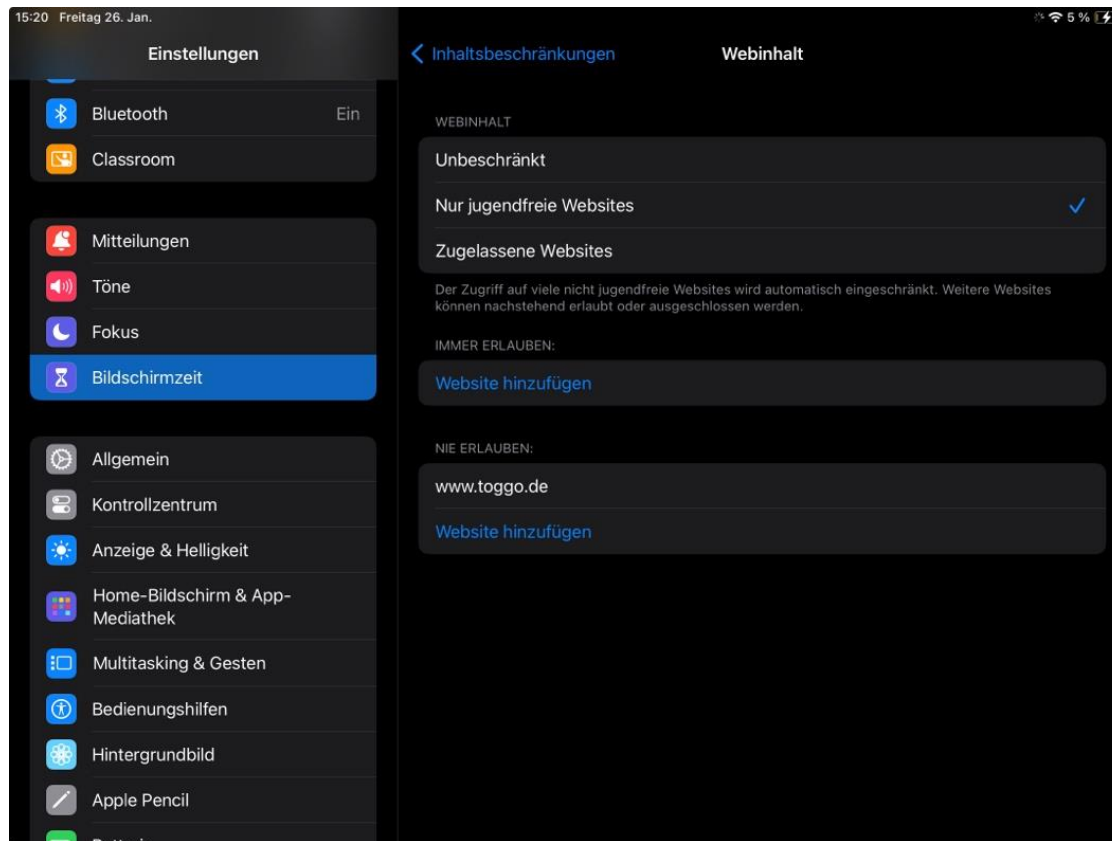 15:20 Freitag 26. Jan.
5 %
Einstellungen
Bluetooth Ein
Classroom
Mitteilungen
Töne
Fokus
Bildschirmzeit
Allgemein
Kontrollzentrum
Anzeige & Helligkeit
Home-Bildschirm & App-
Mediathek
Multitasking & Gesten
Bedienungshilfen
Hintergrundbild
Apple Pencil
Inhaltsbeschränkungen
Webinhalt
WEBINHALT
Unbeschränkt
Nur jugendfreie Websites
Zugelassene Websites
Der Zugriff auf viele nicht jugendfreie Websites wird automatisch eingeschränkt. Weitere Websites
können nachstehend erlaubt oder ausgeschlossen werden.
IMMER ERLAUBEN:
Website hinzufügen
NIE ERLAUBEN:
www.toggo.de
Website hinzufügen